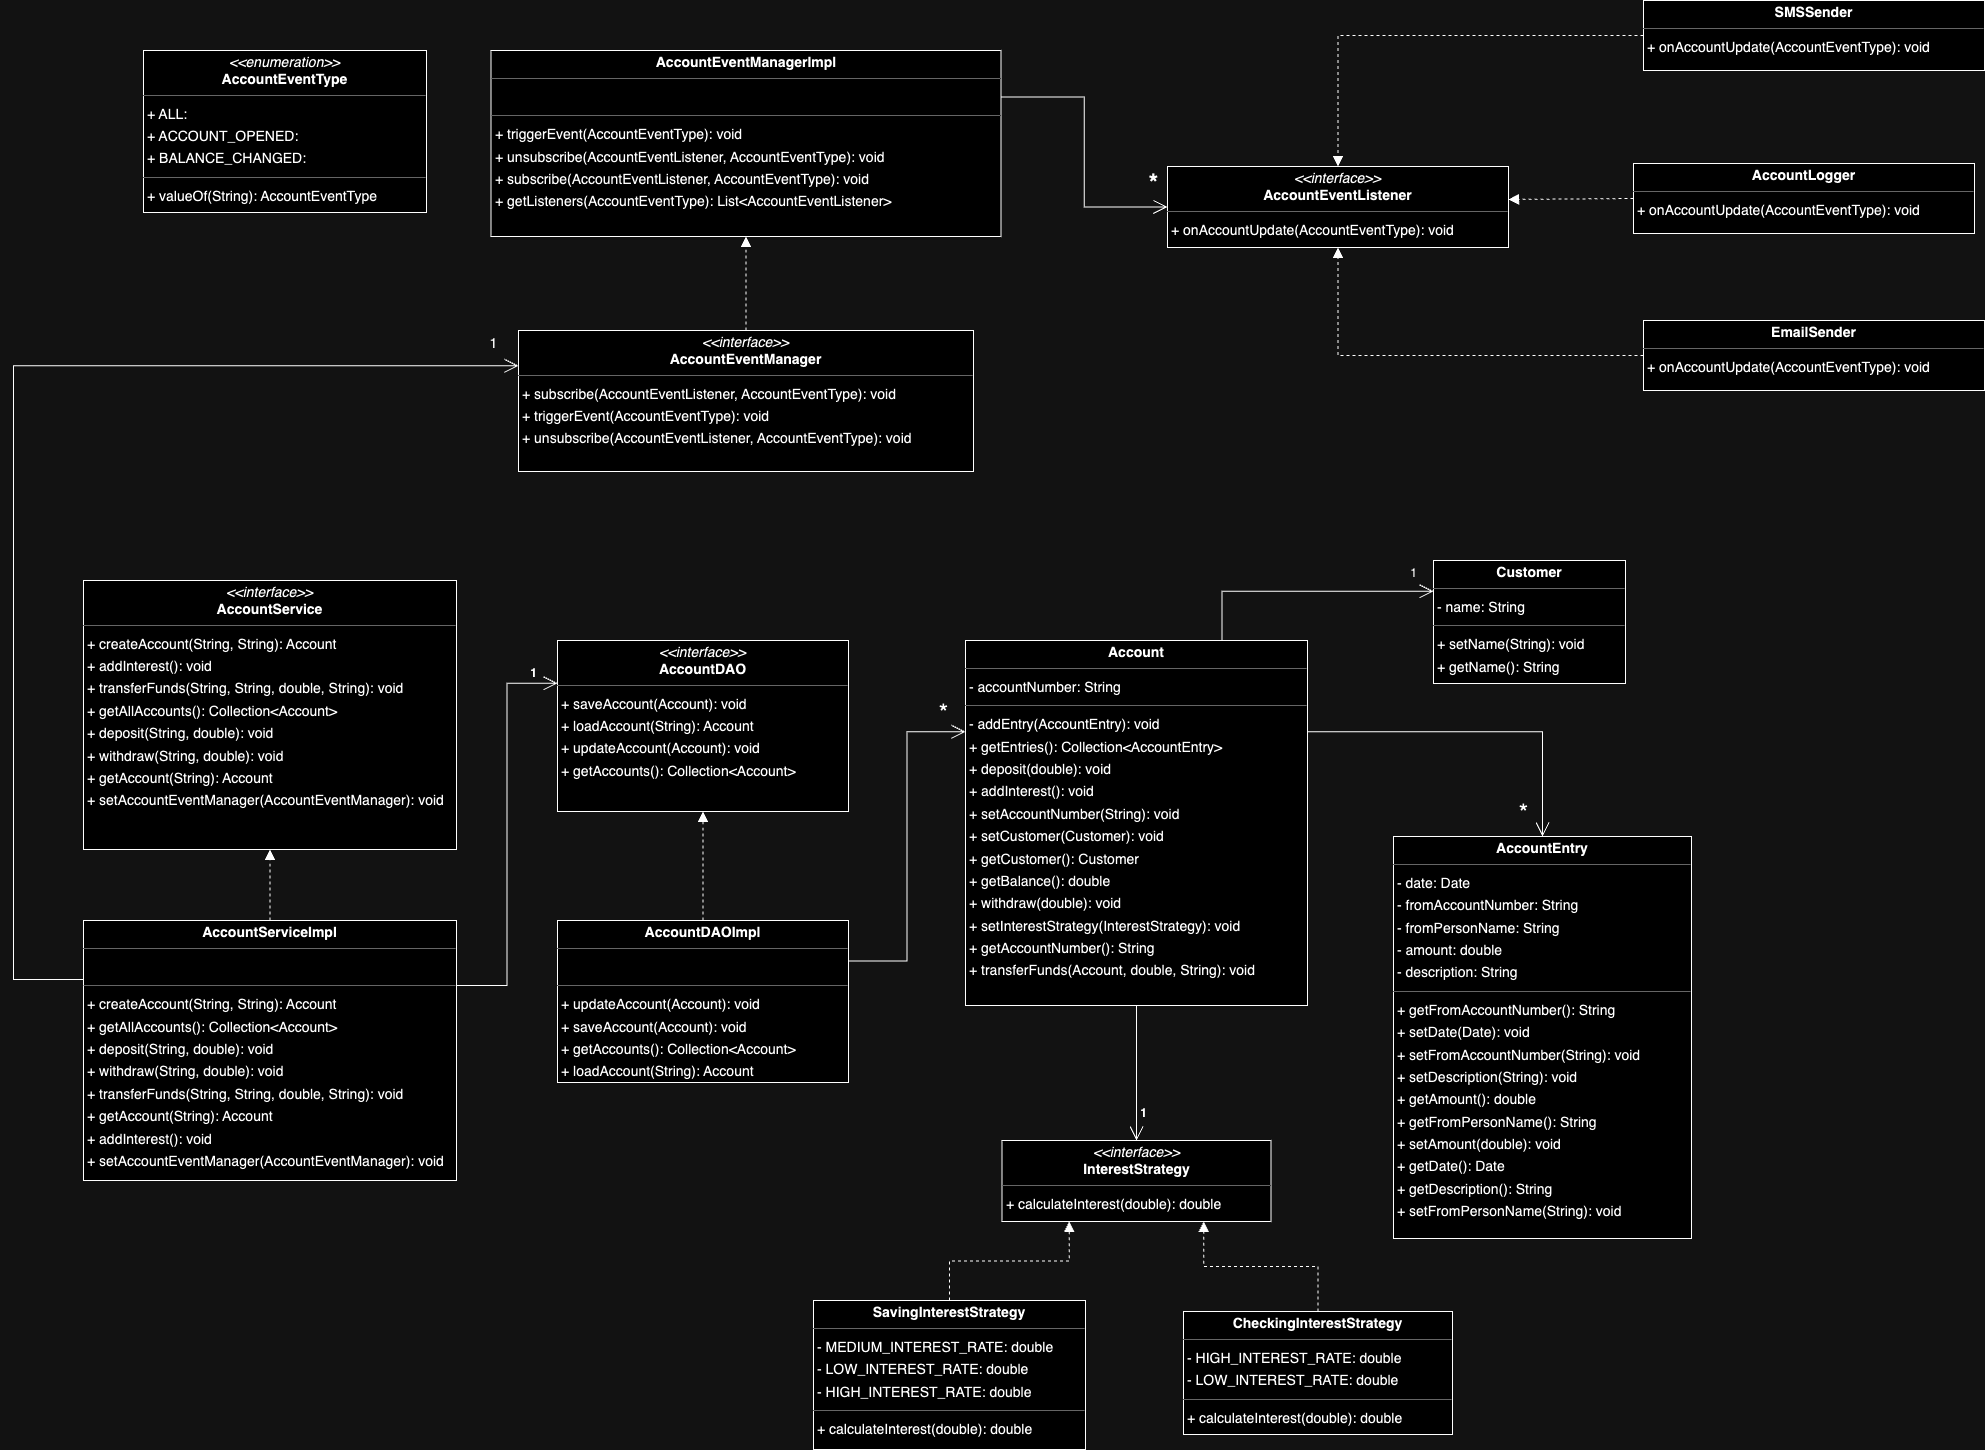 <<enumeration>>
AccountEventType
+ ALL:
+ ACCOUNT_OPENED:
+ BALANCE_CHANGED:
+ valueOf(String): AccountEventType
AccountEventManagerImpl
+ triggerEvent(AccountEventType): void
+ unsubscribe(AccountEventListener, AccountEventType): void
+ subscribe(AccountEventListener, AccountEventType): void
+ getListeners(AccountEventType): List<AccountEventListener>
*
<<interface>>
AccountEventListener
+ onAccountUpdate(AccountEventType): void
SMSSender
+ onAccountUpdate(AccountEventType): void
AccountLogger
+ onAccountUpdate(AccountEventType): void
EmailSender
+ onAccountUpdate(AccountEventType): void
1
<<interface>>
AccountEventManager
+ subscribe(AccountEventListener, AccountEventType): void
+ triggerEvent(AccountEventType): void
+ unsubscribe(AccountEventListener, AccountEventType): void
<<interface>>
AccountService
+ createAccount(String, String): Account
+ addInterest(): void
+ transferFunds(String, String, double, String): void
+ getAllAccounts(): Collection<Account>
+ deposit(String, double): void
+ withdraw(String, double): void
+ getAccount(String): Account
+ setAccountEventManager(AccountEventManager): void
1
<<interface>>
AccountDAO
+ saveAccount(Account): void
+ loadAccount(String): Account
+ updateAccount(Account): void
+ getAccounts(): Collection<Account>
*
Account
- accountNumber: String
- addEntry(AccountEntry): void
+ getEntries(): Collection<AccountEntry>
+ deposit(double): void
+ addInterest(): void
+ setAccountNumber(String): void
+ setCustomer(Customer): void
+ getCustomer(): Customer
+ getBalance(): double
+ withdraw(double): void
+ setInterestStrategy(InterestStrategy): void
+ getAccountNumber(): String
+ transferFunds(Account, double, String): void
1
Customer
- name: String
+ setName(String): void
+ getName(): String
*
AccountEntry
- date: Date
- fromAccountNumber: String
- fromPersonName: String
- amount: double
- description: String
+ getFromAccountNumber(): String
+ setDate(Date): void
+ setFromAccountNumber(String): void
+ setDescription(String): void
+ getAmount(): double
+ getFromPersonName(): String
+ setAmount(double): void
+ getDate(): Date
+ getDescription(): String
+ setFromPersonName(String): void
AccountServiceImpl
+ createAccount(String, String): Account
+ getAllAccounts(): Collection<Account>
+ deposit(String, double): void
+ withdraw(String, double): void
+ transferFunds(String, String, double, String): void
+ getAccount(String): Account
+ addInterest(): void
+ setAccountEventManager(AccountEventManager): void
AccountDAOImpl
+ updateAccount(Account): void
+ saveAccount(Account): void
+ getAccounts(): Collection<Account>
+ loadAccount(String): Account
1
<<interface>>
InterestStrategy
+ calculateInterest(double): double
SavingInterestStrategy
- MEDIUM_INTEREST_RATE: double
- LOW_INTEREST_RATE: double
- HIGH_INTEREST_RATE: double
+ calculateInterest(double): double
CheckingInterestStrategy
- HIGH_INTEREST_RATE: double
- LOW_INTEREST_RATE: double
+ calculateInterest(double): double